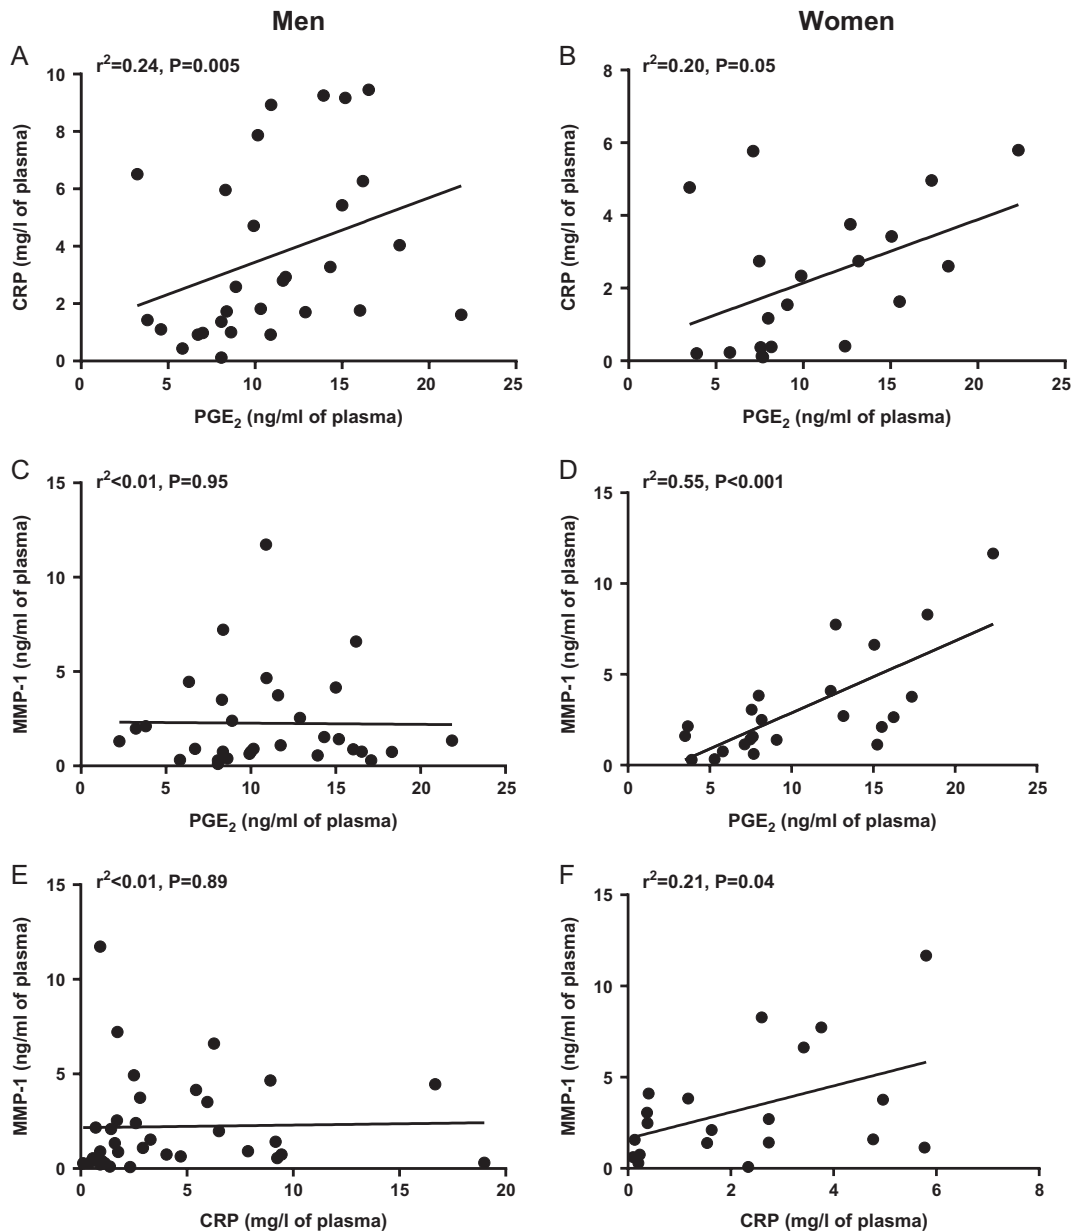 Men
Women
A
r²=0.24, P=0.005
10
8
6
4
2
0
0
5
10
15
20
25
CRP (mg/l of plasma)
PGE₂ (ng/ml of plasma)
B
r²=0.20, P=0.05
8
6
4
2
0
0
5
10
15
20
25
CRP (mg/l of plasma)
PGE₂ (ng/ml of plasma)
C
r²<0.01, P=0.95
15
10
5
0
0
5
10
15
20
25
MMP-1 (ng/ml of plasma)
PGE₂ (ng/ml of plasma)
D
r²=0.55, P<0.001
15
10
5
0
0
5
10
15
20
25
MMP-1 (ng/ml of plasma)
PGE₂ (ng/ml of plasma)
E
r²<0.01, P=0.89
15
10
5
0
0
5
10
15
20
MMP-1 (ng/ml of plasma)
CRP (mg/l of plasma)
F
r²=0.21, P=0.04
15
10
5
0
0
2
4
6
8
MMP-1 (ng/ml of plasma)
CRP (mg/l of plasma)